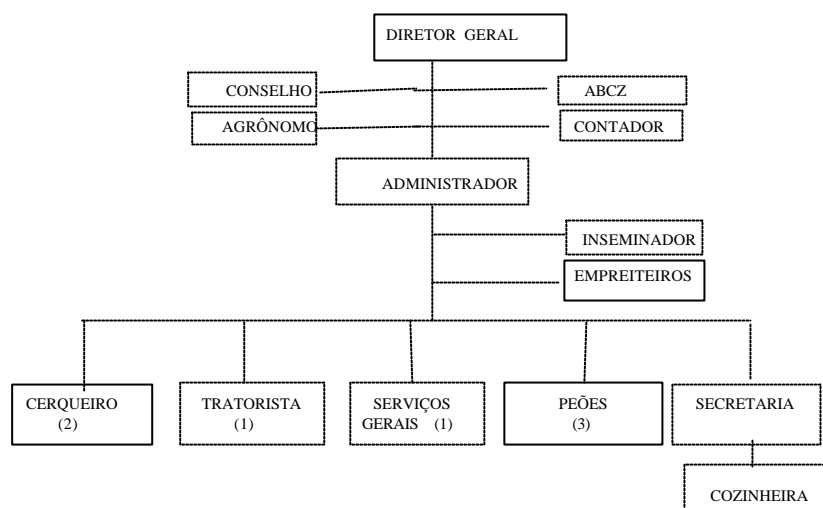 DIRETOR GERAL
CONSELHO
ABCZ
AGRÔNOMO
CONTADOR
ADMINISTRADOR
INSEMINADOR
EMPREITEIROS
CERQUEIRO
(2)
TRATORISTA
(1)
SERVIÇOS
GERAIS (1)
PEÕES
(3)
SECRETARIA
COZINHEIRA